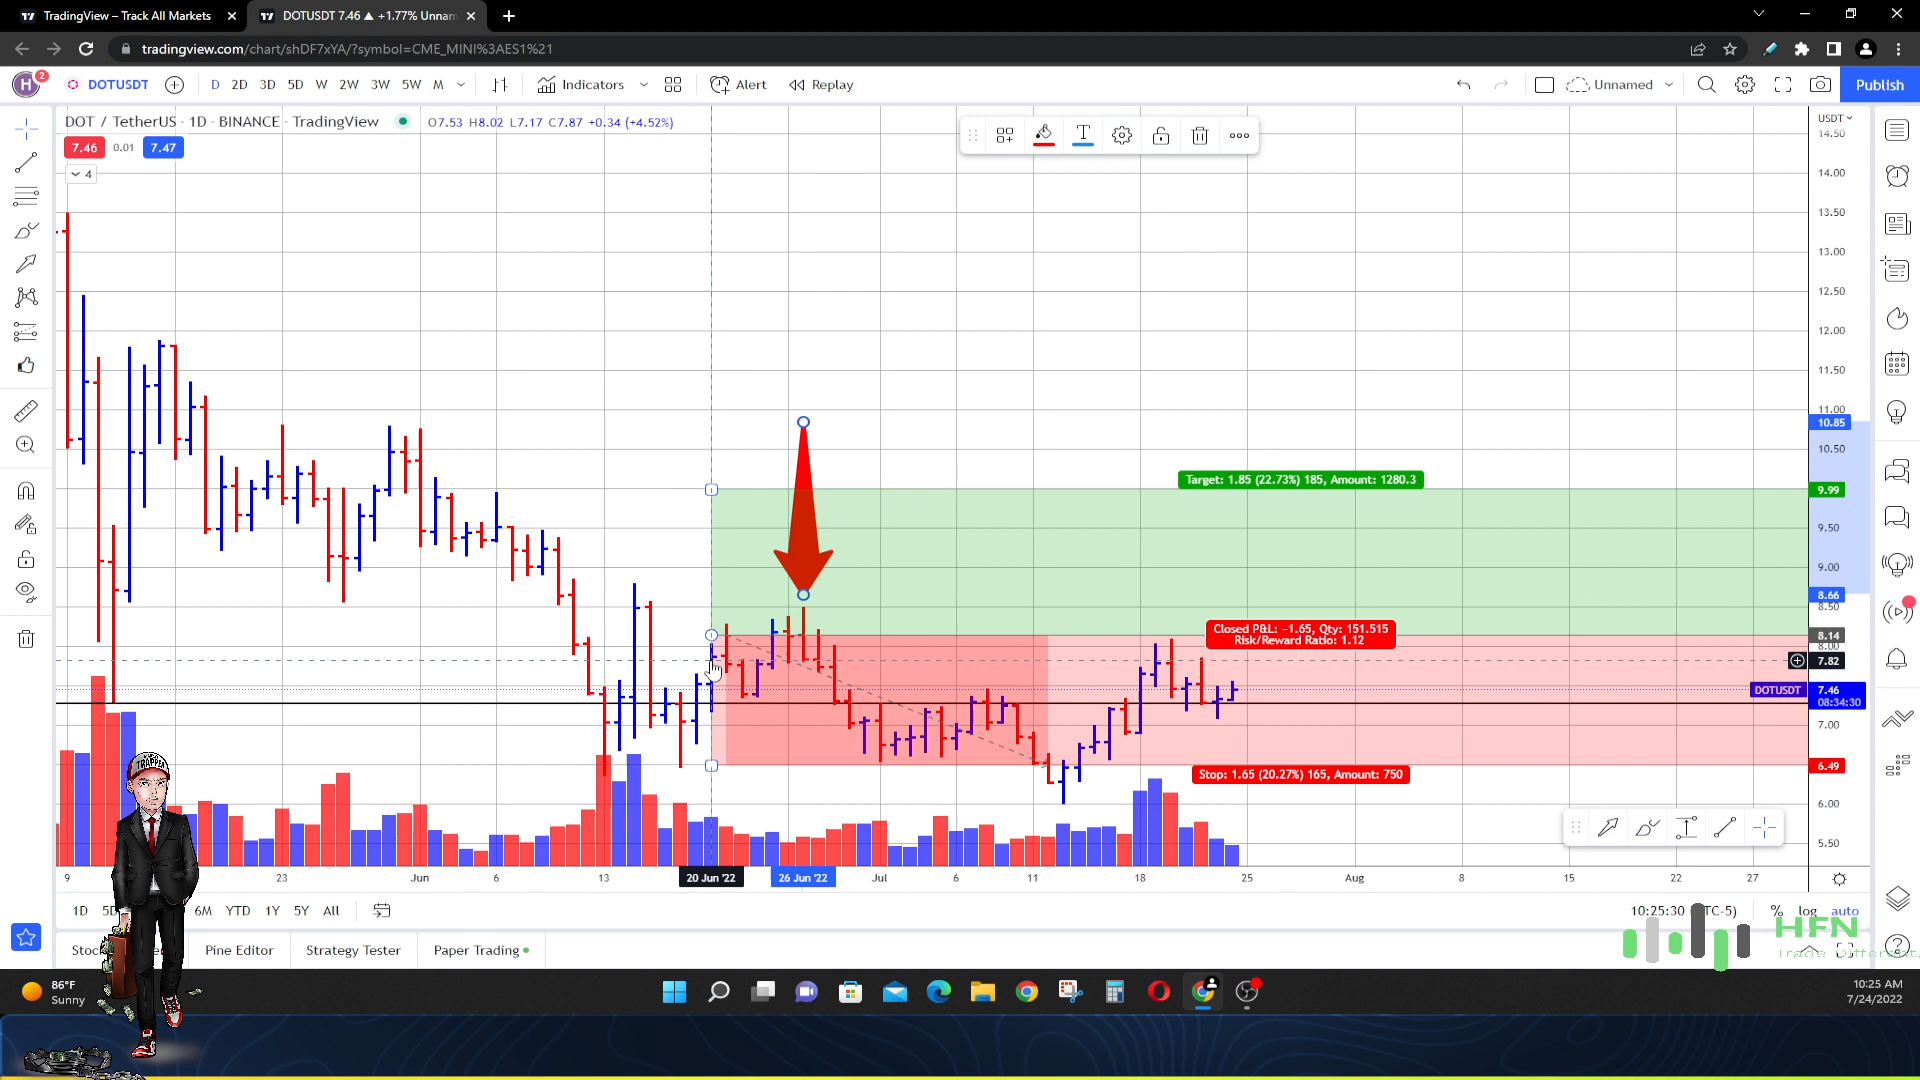 TradingView – Track All Markets
DOTUSDT 7.46 ▲ +1.77% Unnam
tradingview.com/chart/shDF7xYA/?symbol=CME_MINI%3AES1%21
H 2 DOTUSDT D 2D 3D 5D W 2W 3W 5W M Indicators Alert Replay Unnamed Publish
DOT / TetherUS · 1D · BINANCE · TradingView O7.53 H8.02 L7.17 C7.87 +0.34 (+4.52%)
7.46 0.01 7.47
4
T
USDT
14.50
14.00
13.50
13.00
12.50
12.00
11.50
11.00
10.85
10.50
Target: 1.85 (22.73%) 185, Amount: 1280.3
9.99
9.50
9.00
8.66
8.50
Closed P&L: −1.65, Qty: 151.515
Risk/Reward Ratio: 1.12
8.14
8.00
7.82
DOTUSDT 7.46
08:34:30
7.00
6.49
Stop: 1.65 (20.27%) 165, Amount: 750
6.00
5.50
TRAPPER
9 23 Jun 6 13 20 Jun '22 26 Jun '22 Jul 6 11 18 25 Aug 8 15 22 27
1D 5D 6M YTD 1Y 5Y All 10:25:30 TC-5) % log auto
Stoc Pine Editor Strategy Tester Paper Trading
HFN
Trade Different.
86°F
Sunny
10:25 AM
7/24/2022